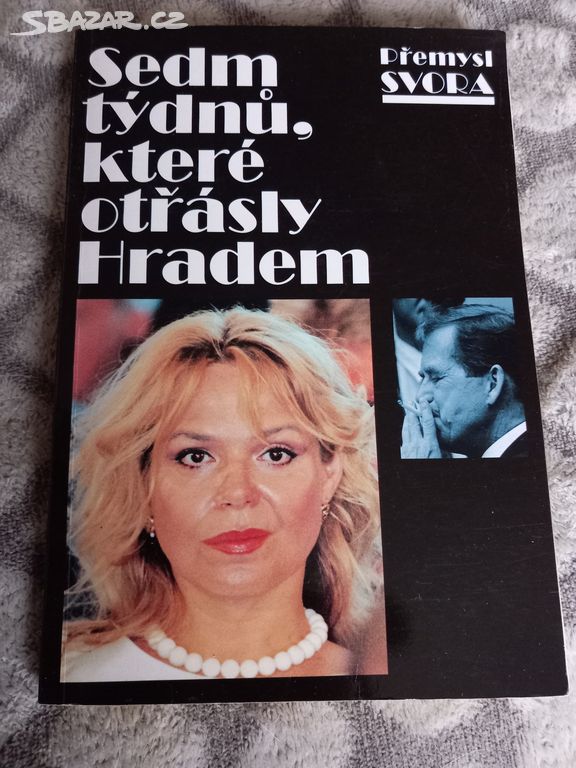 SBAZAR.CZ
Sedm
týdnů,
které
otřásly
Hradem
Přemysl
SVORA